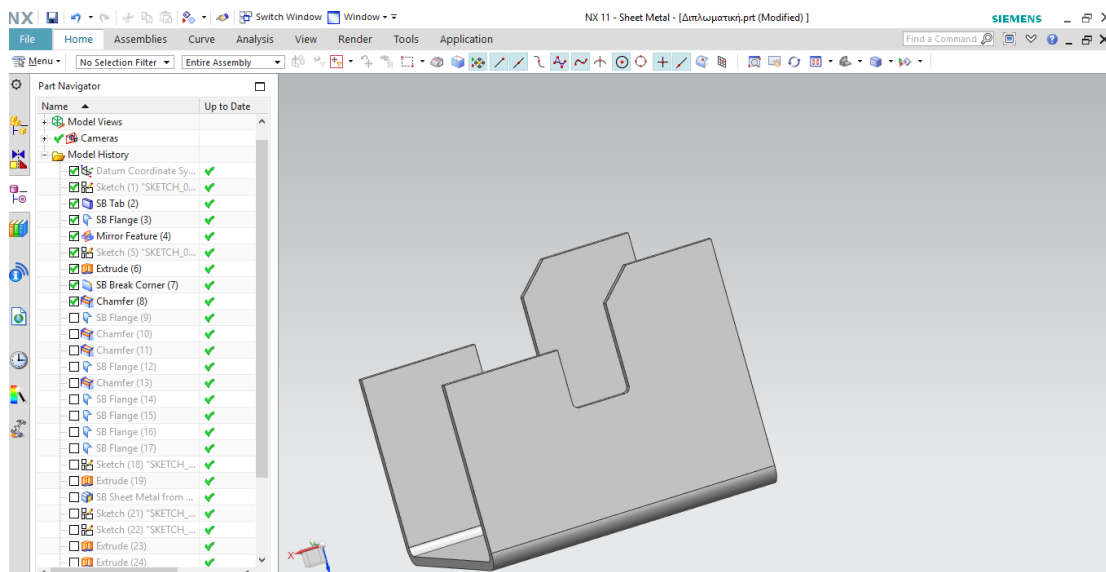 NX Switch Window Window NX 11 - Sheet Metal - [Διπλωματική.prt (Modified) ] SIEMENS
File Home Assemblies Curve Analysis View Render Tools Application Find a Command
Menu No Selection Filter Entire Assembly
Part Navigator
Name Up to Date
Model Views
Cameras
Model History
Datum Coordinate Sy...
Sketch (1) "SKETCH_0...
SB Tab (2)
SB Flange (3)
Mirror Feature (4)
Sketch (5) "SKETCH_0...
Extrude (6)
SB Break Corner (7)
Chamfer (8)
SB Flange (9)
Chamfer (10)
Chamfer (11)
SB Flange (12)
Chamfer (13)
SB Flange (14)
SB Flange (15)
SB Flange (16)
SB Flange (17)
Sketch (18) "SKETCH_...
Extrude (19)
SB Sheet Metal from ...
Sketch (21) "SKETCH_...
Sketch (22) "SKETCH_...
Extrude (23)
Extrude (24)
X